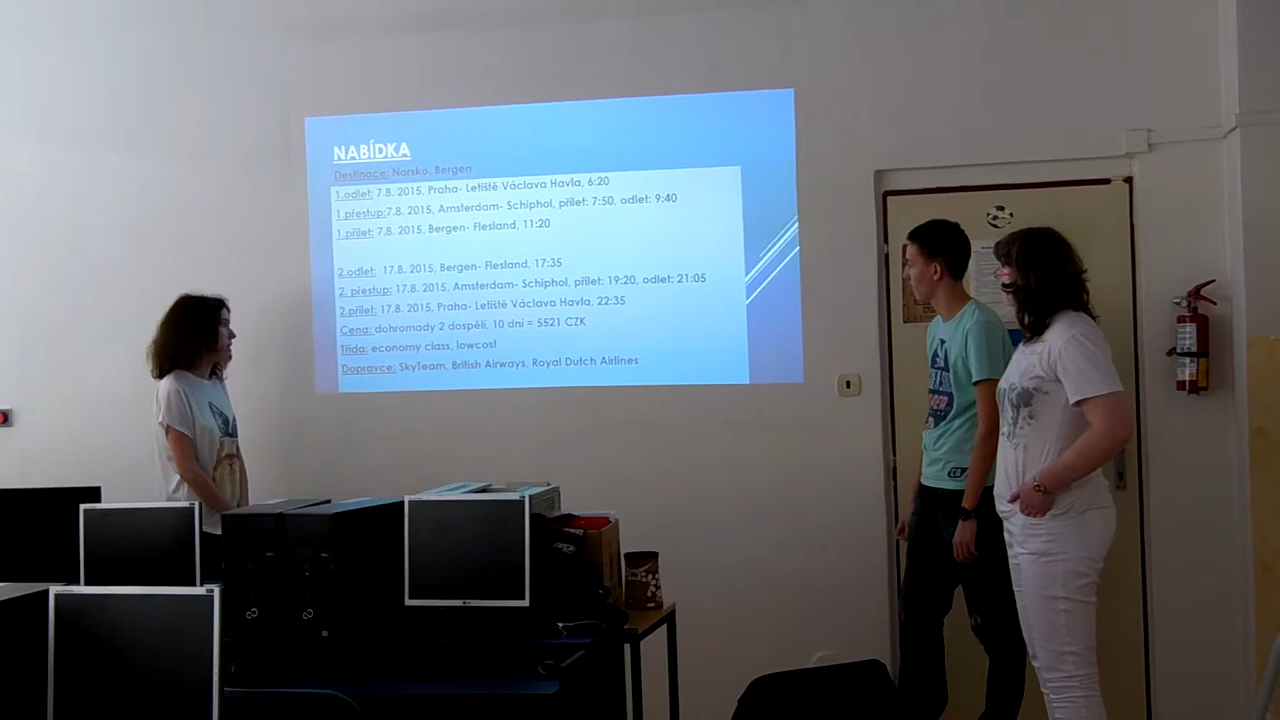 NABÍDKA
Destinace: Norsko, Bergen
1.odlet: 7.8. 2015, Praha- Letiště Václava Havla, 6:20
1.přestup:7.8. 2015, Amsterdam- Schiphol, přílet: 7:50, odlet: 9:40
1.přílet: 7.8. 2015, Bergen- Flesland, 11:20
2.odlet: 17.8. 2015, Bergen- Flesland, 17:35
2. přestup: 17.8. 2015, Amsterdam- Schiphol, přílet: 19:20, odlet: 21:05
2.přílet: 17.8. 2015, Praha- Letiště Václava Havla, 22:35
Cena: dohromady 2 dospělí, 10 dní = 5521 CZK
Třída: economy class, lowcost
Dopravce: SkyTeam, British Airways, Royal Dutch Airlines